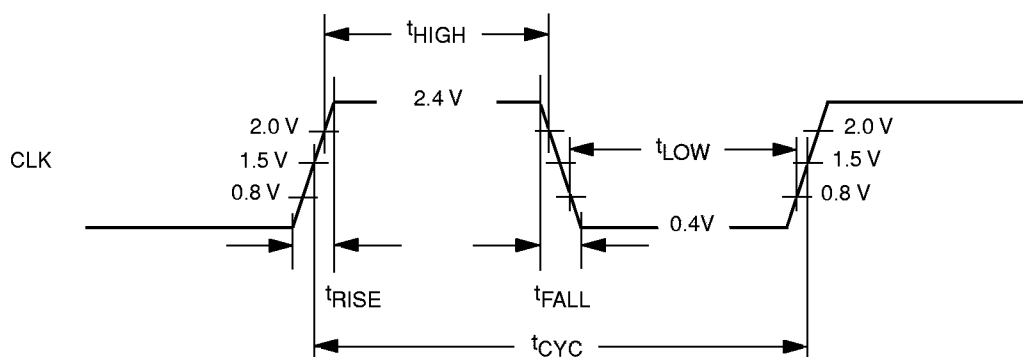 tHIGH
2.4 V
2.0 V
2.0 V
CLK
1.5 V
tLOW
1.5 V
0.8 V
0.8 V
0.4V
tRISE
tFALL
tCYC